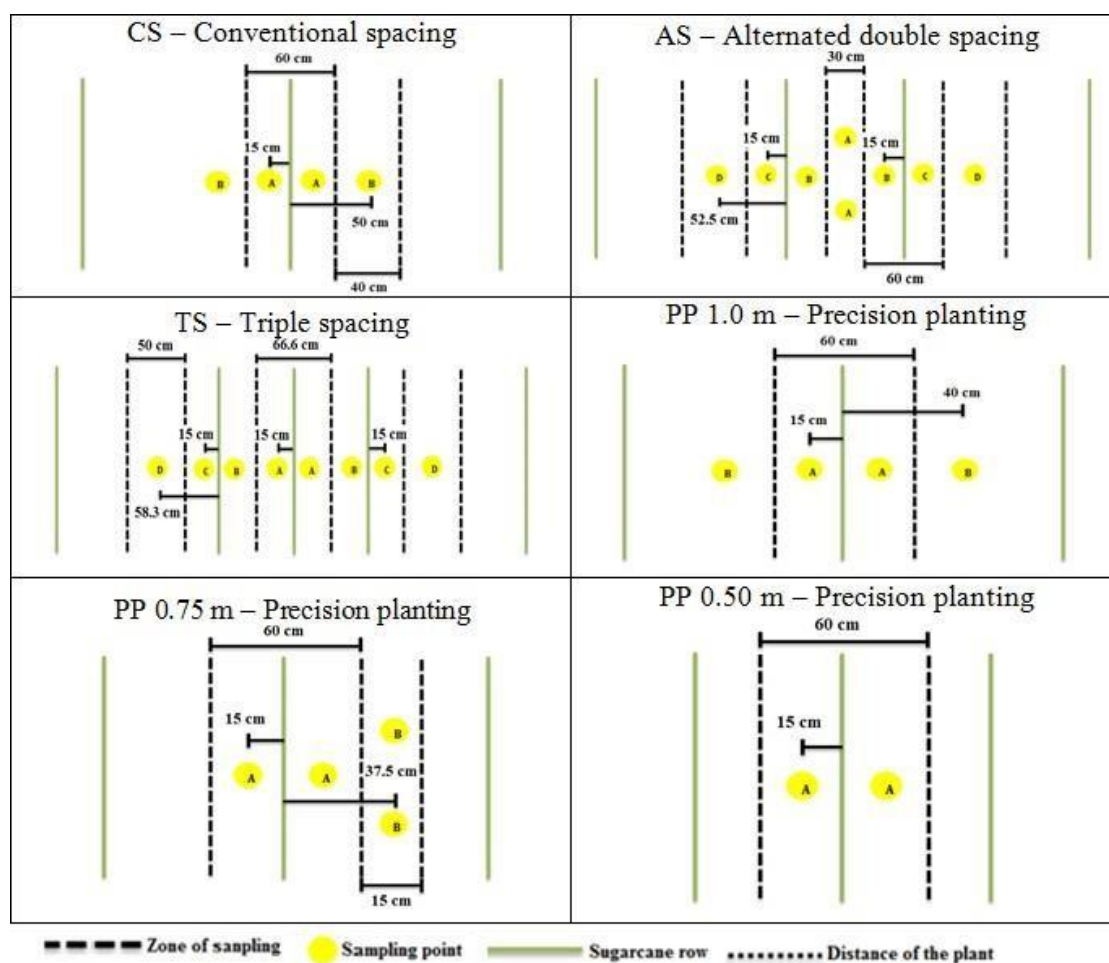 CS – Conventional spacing
60 cm
15 cm
B A A B
50 cm
40 cm
AS – Alternated double spacing
30 cm
A
15 cm 15 cm
D C B B C D
A
52.5 cm
60 cm
TS – Triple spacing
50 cm 66.6 cm
15 cm 15 cm 15 cm
D C B A A B C D
58.3 cm
PP 1.0 m – Precision planting
60 cm
40 cm
15 cm
B A A B
PP 0.75 m – Precision planting
60 cm
15 cm
B
A A 37.5 cm
B
15 cm
PP 0.50 m – Precision planting
60 cm
15 cm
A A
Zone of sanpling Sampling point Sugarcane row Distance of the plant